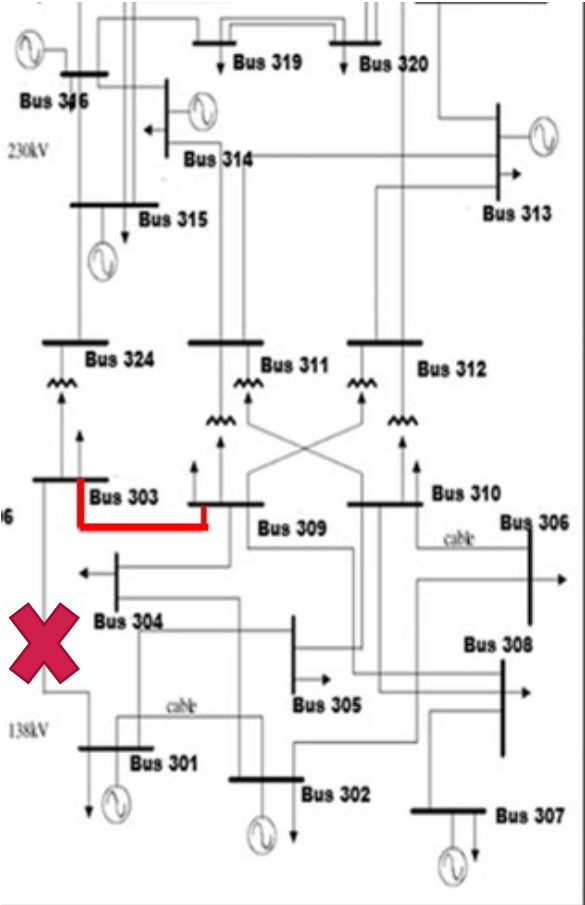 Bus 319
Bus 320
Bus 316
Bus 314
230kV
Bus 313
Bus 315
Bus 324
Bus 311
Bus 312
Bus 303
Bus 310
6
Bus 309
Bus 306
cable
Bus 304
Bus 308
Bus 305
cable
138kV
Bus 301
Bus 302
Bus 307